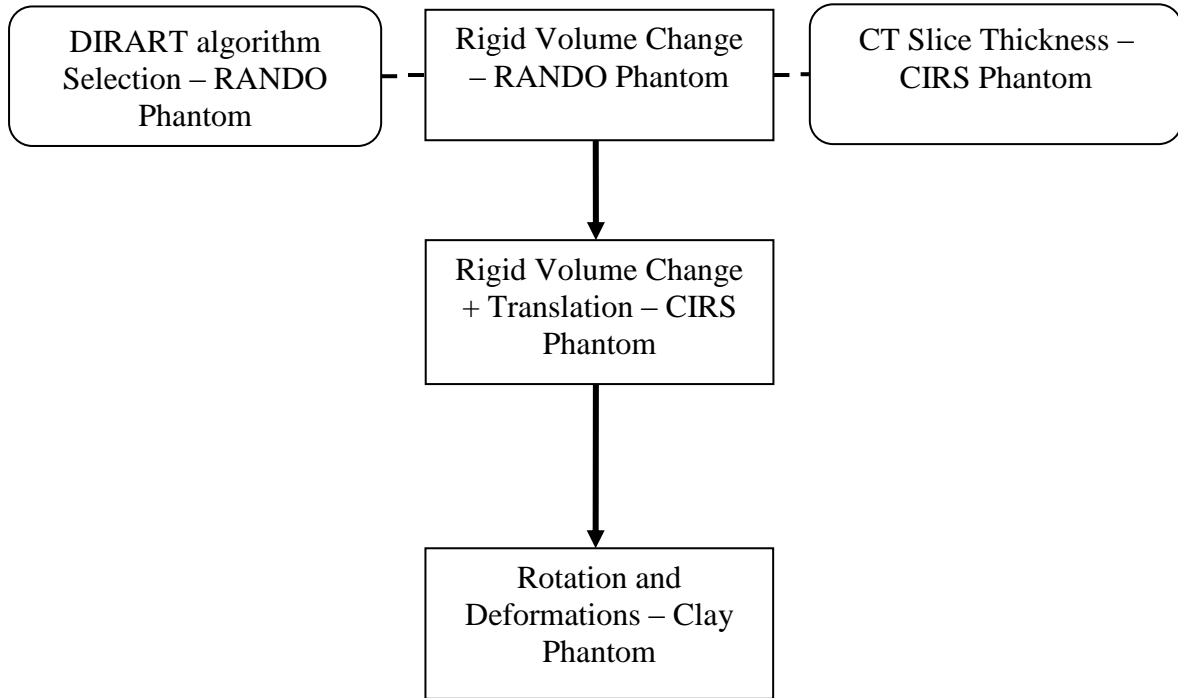 DIRART algorithm
Selection – RANDO
Phantom
Rigid Volume Change
– RANDO Phantom
CT Slice Thickness –
CIRS Phantom
Rigid Volume Change
+ Translation – CIRS
Phantom
Rotation and
Deformations – Clay
Phantom